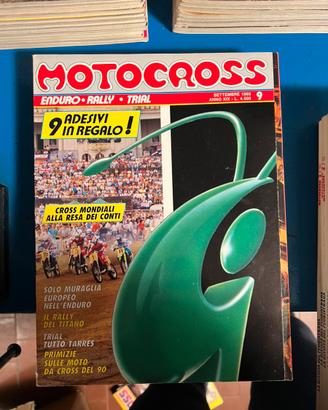 MOTOCROSS
ENDURO • RALLY • TRIAL
SETTEMBRE 1989
ANNO XIX - L. 4.000
9
9 ADESIVI
IN REGALO!
CROSS MONDIALI
ALLA RESA DEI CONTI
SOLO MURAGLIA
EUROPEO
NELL'ENDURO
IL RALLY
DEL TITANO
TRIAL
TUTTO TARRES
PRIMIZIE
SULLE MOTO
DA CROSS DEL 90